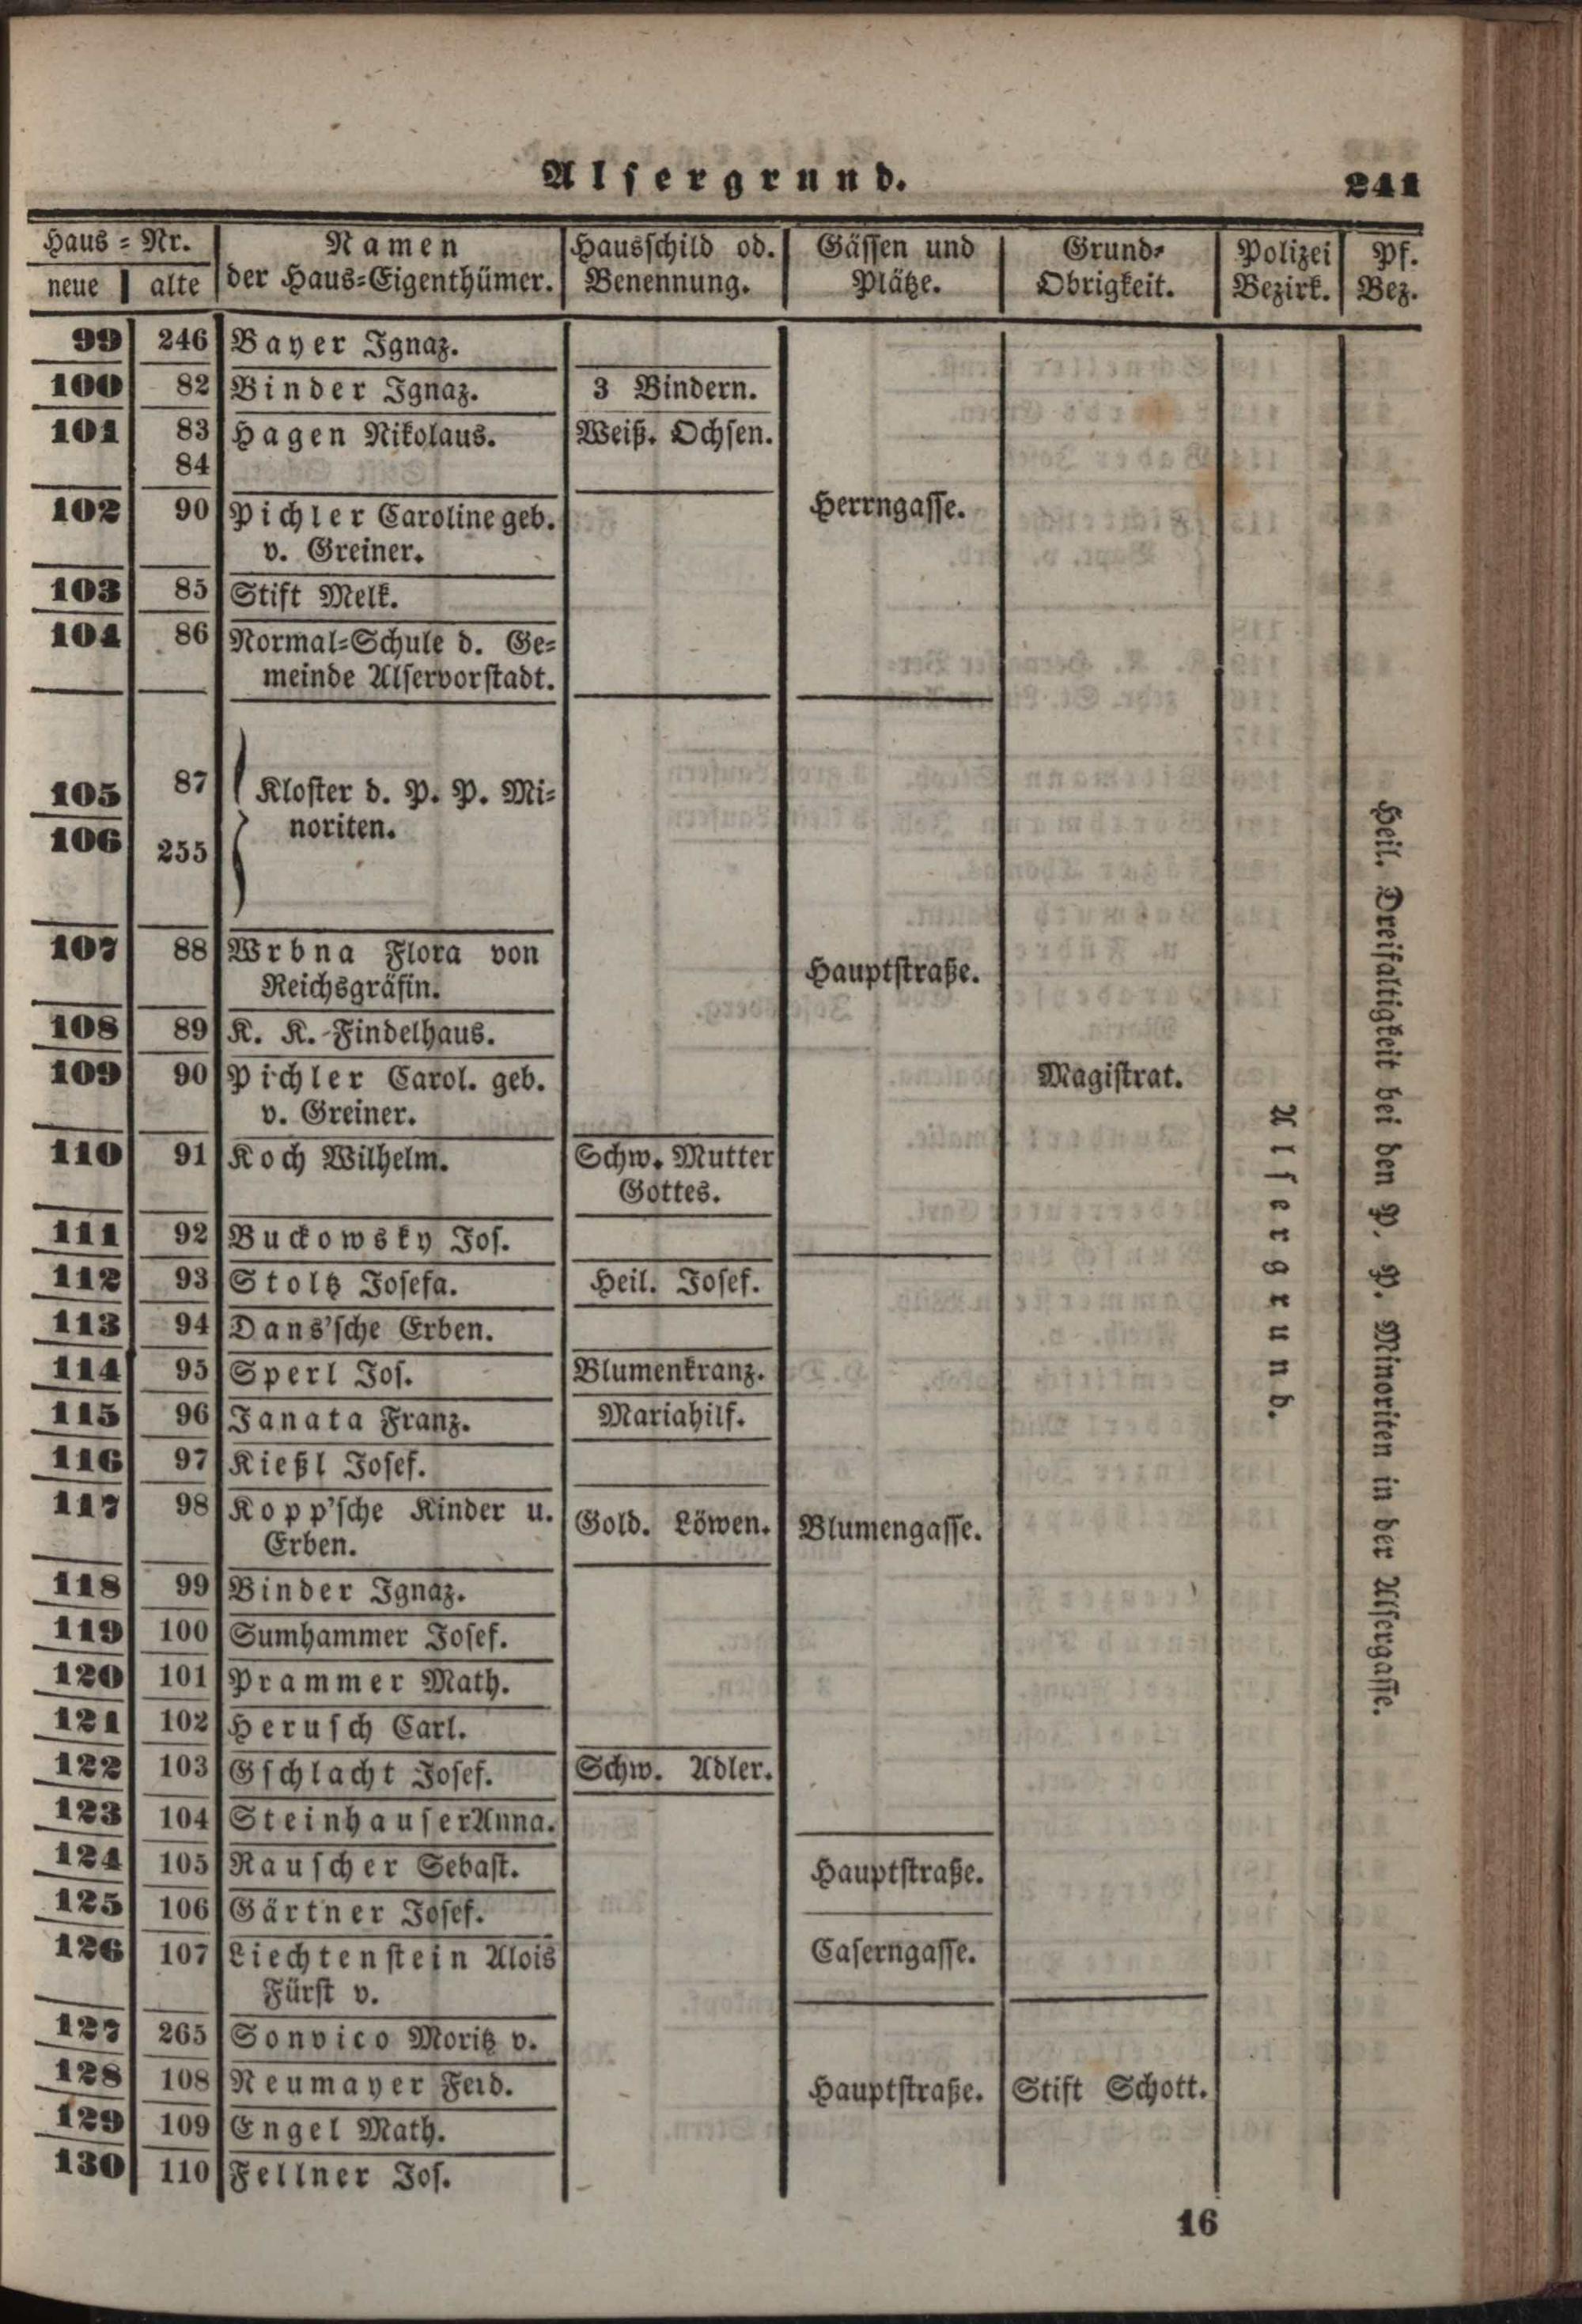 Alsergrund. 241
Haus-Nr. Namen Hausschild od. Gässen und Grund- Polizei Pf.
neue alte der Haus-Eigenthümer. Benennung. Plätze. Obrigkeit. Bezirk. Bez.
99 246 Bayer Ignaz.
100 82 Binder Ignaz. 3 Bindern.
101 83 Hagen Nikolaus. Weiß. Ochsen.
84
102 90 Pichler Caroline geb. Herrngasse.
v. Greiner.
103 85 Stift Melk.
104 86 Normal-Schule d. Ge-
meinde Alservorstadt.
105 87 Kloster d. P. P. Mi-
106 255 noriten.
107 88 Wrbna Flora von Hauptstraße.
Reichsgräfin.
108 89 K. K. Findelhaus.
109 90 Pichler Carol. geb. Magistrat.
v. Greiner.
110 91 Koch Wilhelm. Schw. Mutter
Gottes.
111 92 Buckowsky Jos.
112 93 Stoltz Josefa. Heil. Josef.
113 94 Dans'sche Erben.
114 95 Sperl Jos. Blumenkranz.
115 96 Janata Franz. Mariahilf.
116 97 Kießl Josef.
117 98 Kopp'sche Kinder u. Gold. Löwen. Blumengasse.
Erben.
118 99 Binder Ignaz.
119 100 Sumhammer Josef.
120 101 Prammer Math.
121 102 Herusch Carl.
122 103 Gschlacht Josef. Schw. Adler.
123 104 Steinhauser Anna.
124 105 Rauscher Sebast. Hauptstraße.
125 106 Gärtner Josef.
126 107 Liechtenstein Alois Caserngasse.
Fürst v.
127 265 Sonvico Moritz v.
128 108 Neumayer Ferd. Hauptstraße. Stift Schott.
129 109 Engel Math.
130 110 Fellner Jos.
Alsergrund.
Heil. Dreifaltigkeit bei den P. P. Minoriten in der Alsergasse.
16